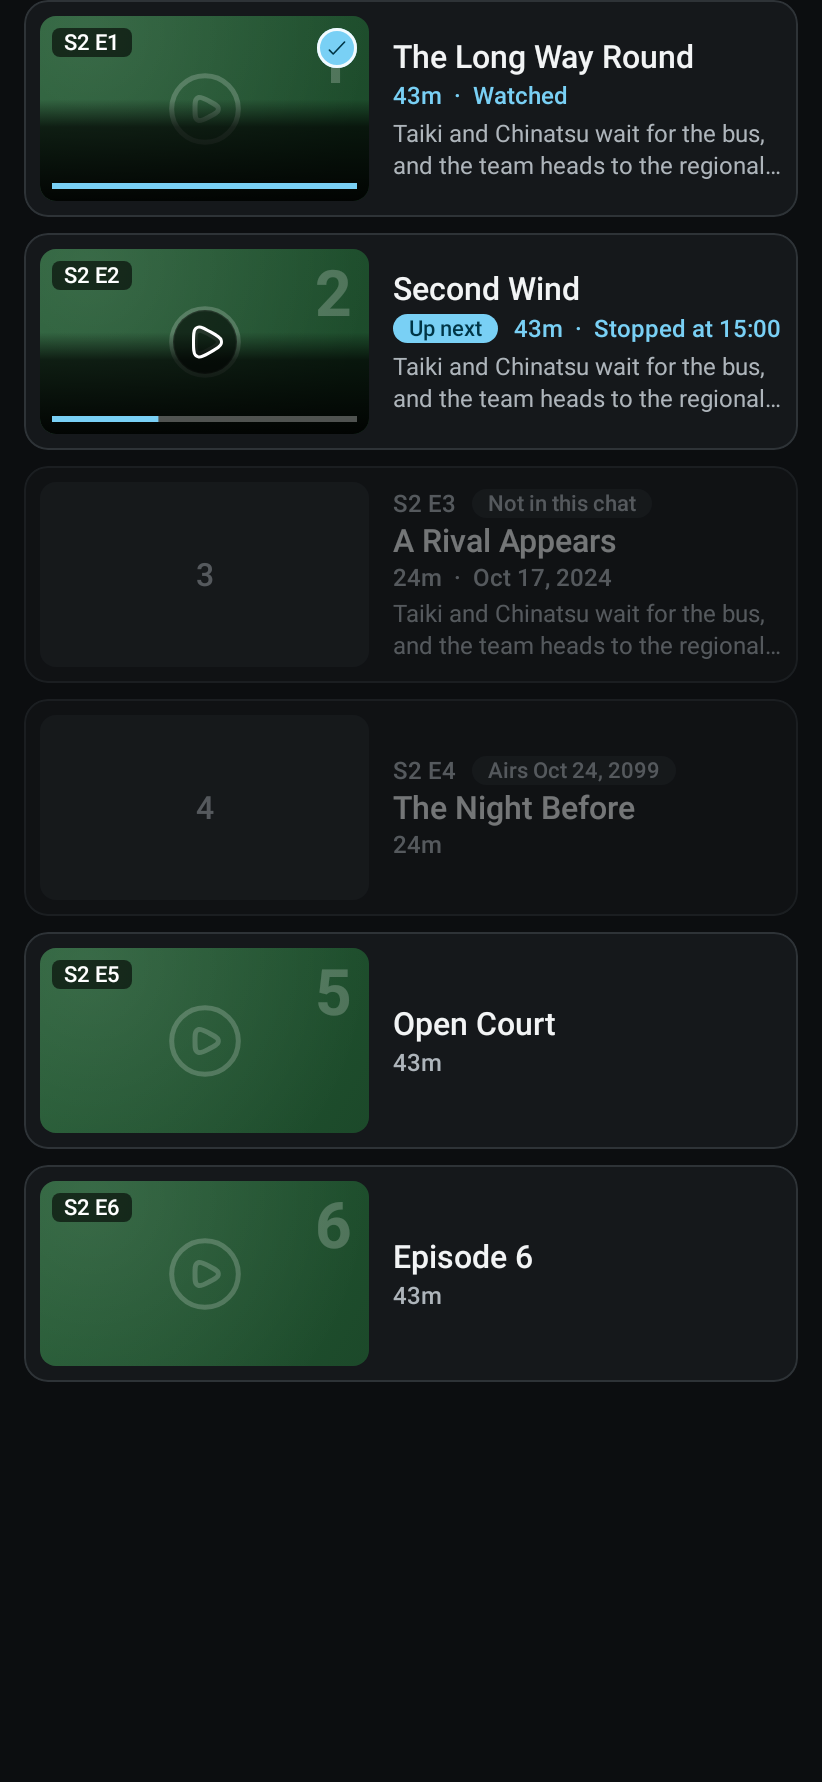 S2 E1
The Long Way Round
43m · Watched
Taiki and Chinatsu wait for the bus,
and the team heads to the regional...
S2 E2
2
Second Wind
Up next 43m · Stopped at 15:00
Taiki and Chinatsu wait for the bus,
and the team heads to the regional...
3
S2 E3 Not in this chat
A Rival Appears
24m · Oct 17, 2024
Taiki and Chinatsu wait for the bus,
and the team heads to the regional...
4
S2 E4 Airs Oct 24, 2099
The Night Before
24m
S2 E5
5
Open Court
43m
S2 E6
6
Episode 6
43m